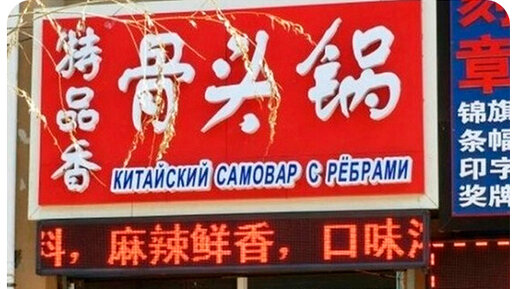 特品香
骨头锅
КИТАЙСКИЙ САМОВАР С РЁБРАМИ
麻辣鲜香，口味
刻
章
锦旗
条幅
印字
奖牌